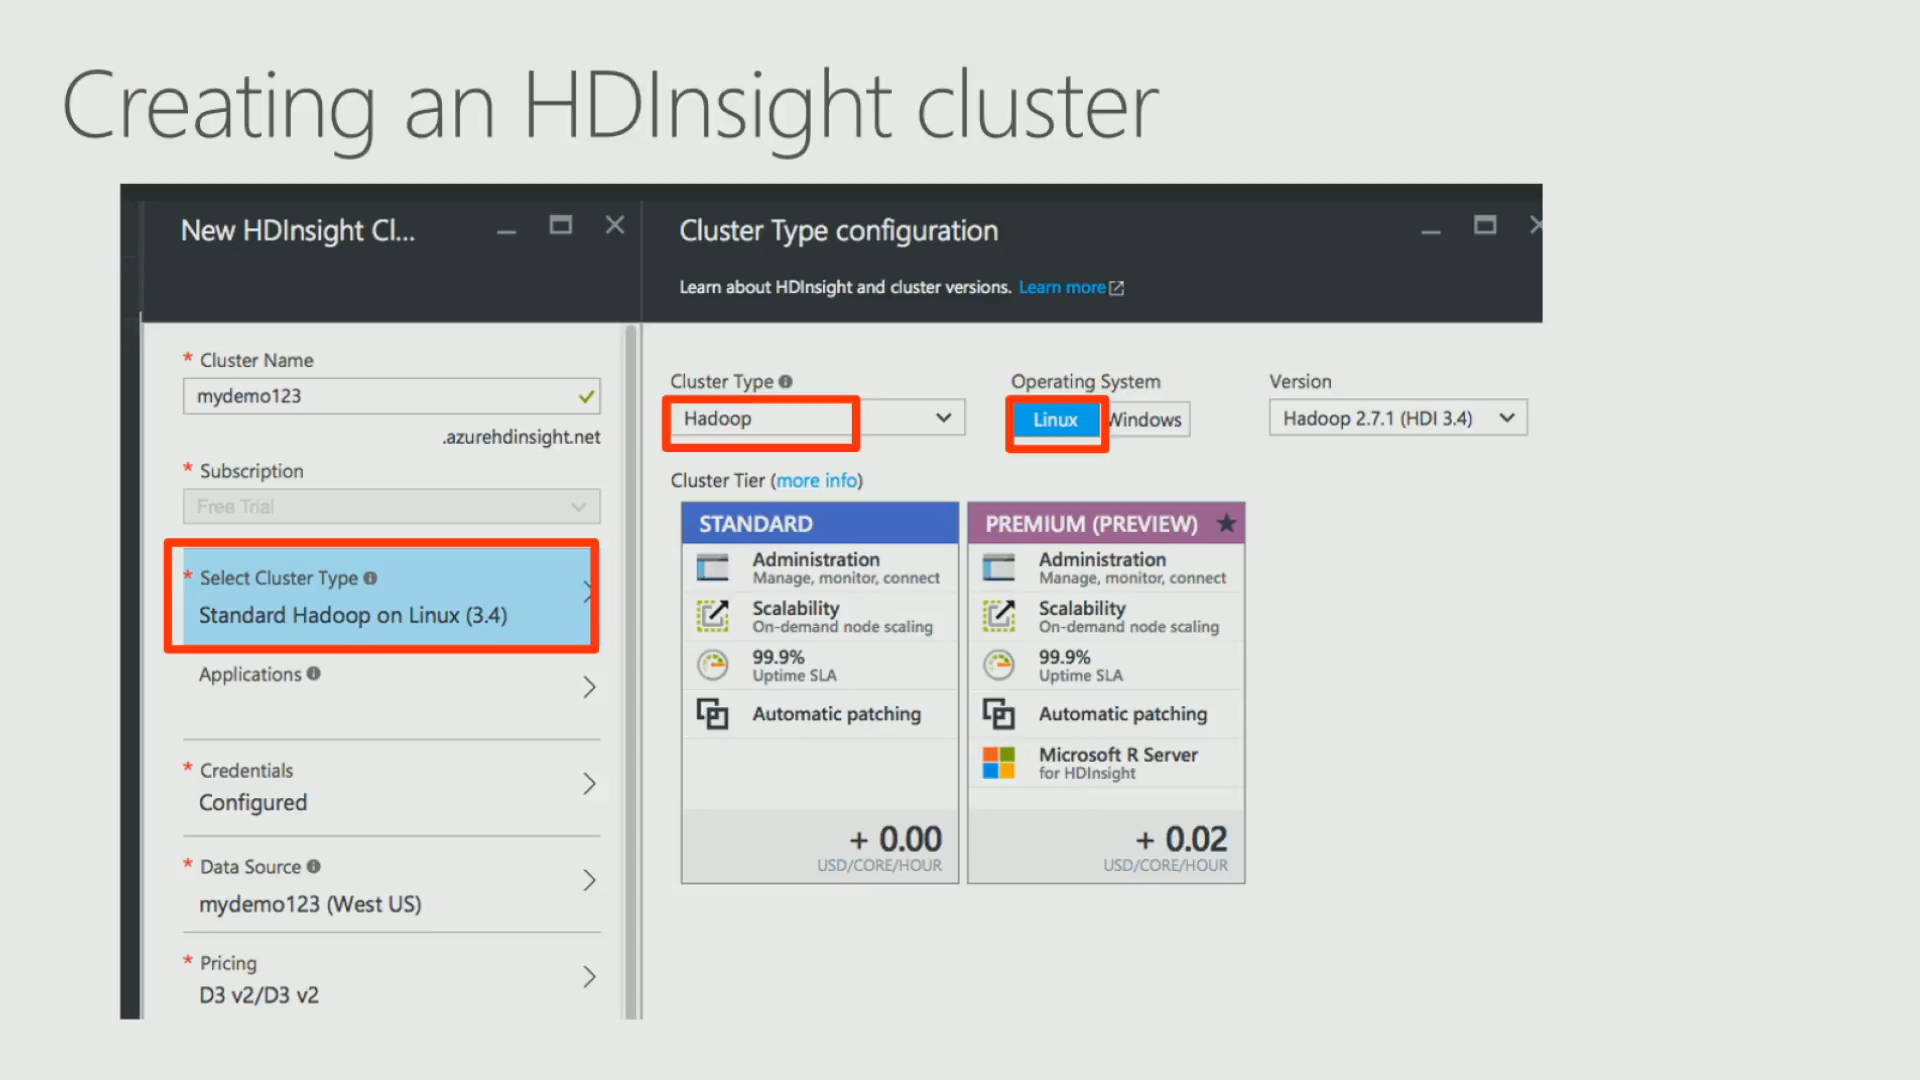 Creating an HDInsight cluster
New HDInsight Cl...
Cluster Type configuration
Learn about HDInsight and cluster versions. Learn more
* Cluster Name
mydemo123
.azurehdinsight.net
* Subscription
Free Trial
* Select Cluster Type
Standard Hadoop on Linux (3.4)
Applications
* Credentials
Configured
* Data Source
mydemo123 (West US)
* Pricing
D3 v2/D3 v2
Cluster Type
Hadoop
Operating System
Linux Windows
Version
Hadoop 2.7.1 (HDI 3.4)
Cluster Tier (more info)
STANDARD
Administration
Manage, monitor, connect
Scalability
On-demand node scaling
99.9%
Uptime SLA
Automatic patching
+ 0.00
USD/CORE/HOUR
PREMIUM (PREVIEW)
Administration
Manage, monitor, connect
Scalability
On-demand node scaling
99.9%
Uptime SLA
Automatic patching
Microsoft R Server
for HDInsight
+ 0.02
USD/CORE/HOUR